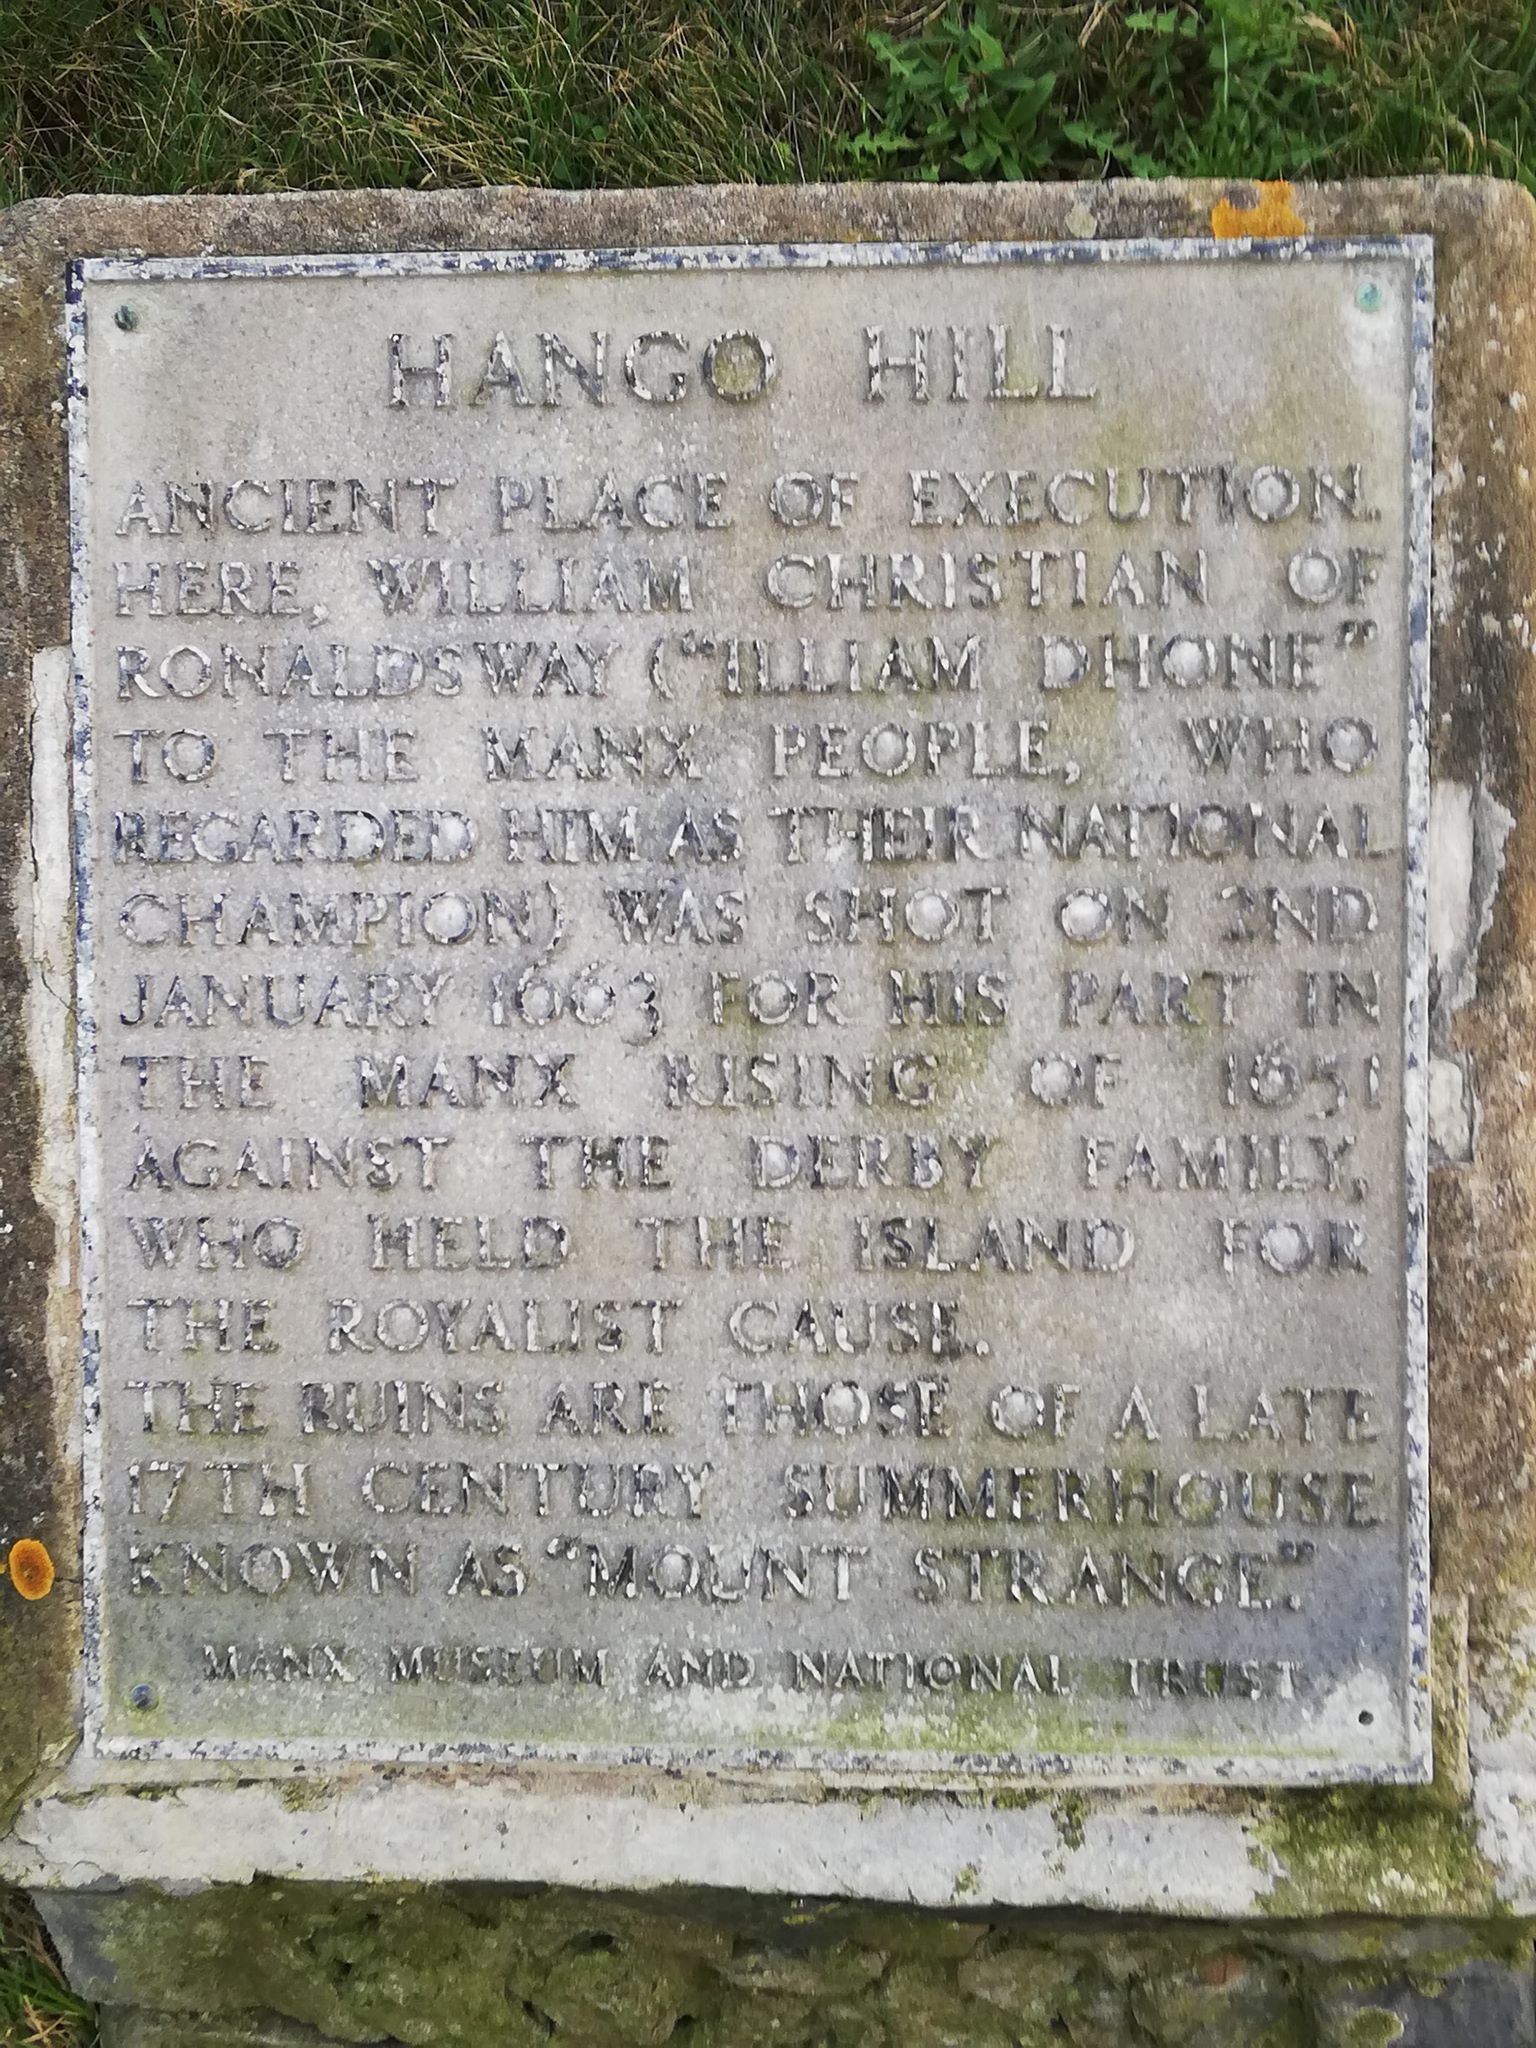 HANGO HILL
ANCIENT PLACE OF EXECUTION.
HERE, WILLIAM CHRISTIAN OF
RONALDSWAY ("ILLIAM DHONE"
TO THE MANX PEOPLE, WHO
REGARDED HIM AS THEIR NATIONAL
CHAMPION) WAS SHOT ON 2ND
JANUARY 1663 FOR HIS PART IN
THE MANX RISING OF 1651
AGAINST THE DERBY FAMILY,
WHO HELD THE ISLAND FOR
THE ROYALIST CAUSE.
THE RUINS ARE THOSE OF A LATE
17TH CENTURY SUMMERHOUSE
KNOWN AS "MOUNT STRANGE."
MANX MUSEUM AND NATIONAL TRUST